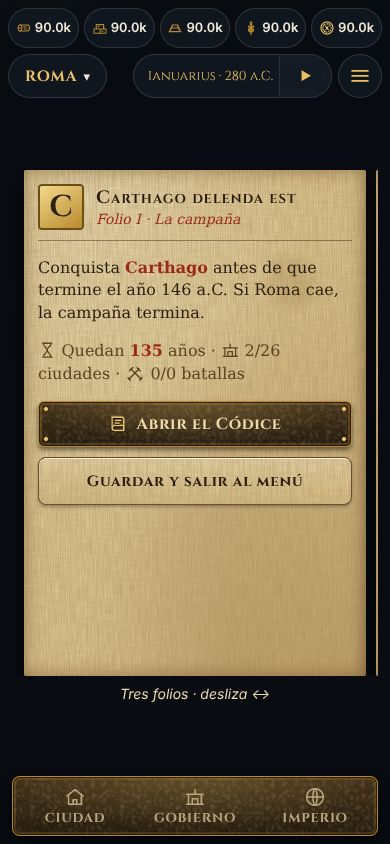 90.0k 90.0k 90.0k 90.0k 90.0k
ROMA ▾ Ianuarius · 280 a.C.
C
Carthago delenda est
Folio I · La campaña
Conquista Carthago antes de que
termine el año 146 a.C. Si Roma cae,
la campaña termina.
Quedan 135 años · 2/26
ciudades · 0/0 batallas
Abrir el Códice
Guardar y salir al menú
Tres folios · desliza ↔
CIUDAD GOBIERNO IMPERIO